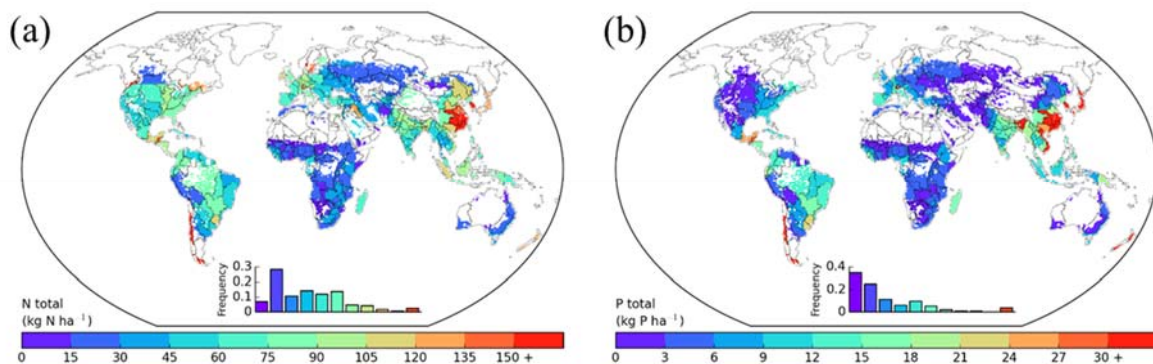 (a)
(b)
0.3
0.2
0.1
0
Frequency
N total
(kg N ha⁻¹)
0 15 30 45 60 75 90 105 120 135 150 +
0.4
0.2
0
Frequency
P total
(kg P ha⁻¹)
0 3 6 9 12 15 18 21 24 27 30 +